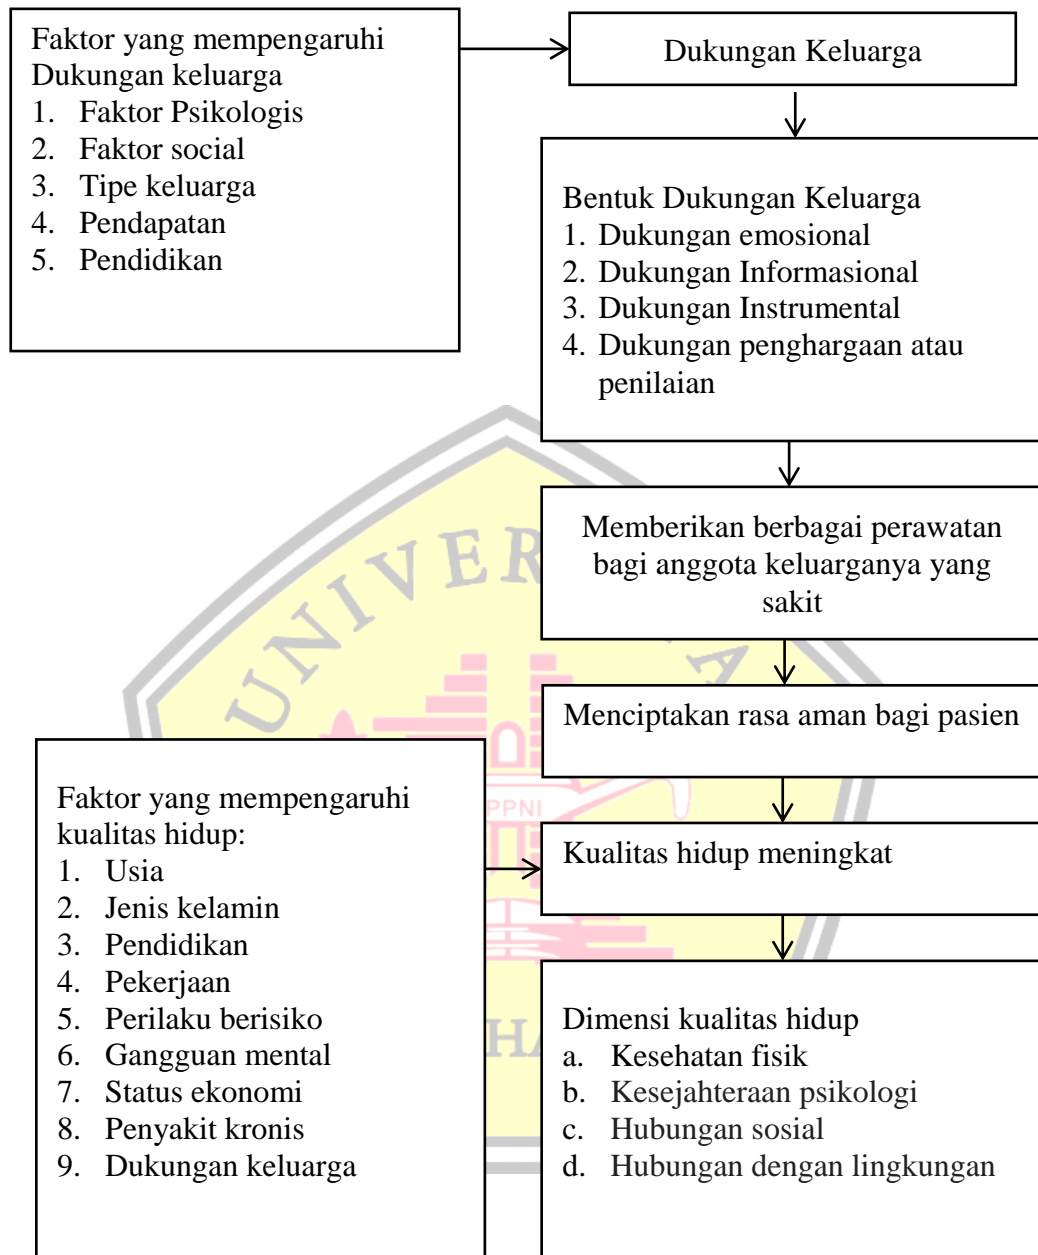 Faktor yang mempengaruhi
Dukungan keluarga
1. Faktor Psikologis
2. Faktor social
3. Tipe keluarga
4. Pendapatan
5. Pendidikan
Dukungan Keluarga
Bentuk Dukungan Keluarga
1. Dukungan emosional
2. Dukungan Informasional
3. Dukungan Instrumental
4. Dukungan penghargaan atau
penilaian
Memberikan berbagai perawatan
bagi anggota keluarganya yang
sakit
Menciptakan rasa aman bagi pasien
Faktor yang mempengaruhi
kualitas hidup:
1. Usia
2. Jenis kelamin
3. Pendidikan
4. Pekerjaan
5. Perilaku berisiko
6. Gangguan mental
7. Status ekonomi
8. Penyakit kronis
9. Dukungan keluarga
Kualitas hidup meningkat
Dimensi kualitas hidup
a. Kesehatan fisik
b. Kesejahteraan psikologi
c. Hubungan sosial
d. Hubungan dengan lingkungan
PPNI